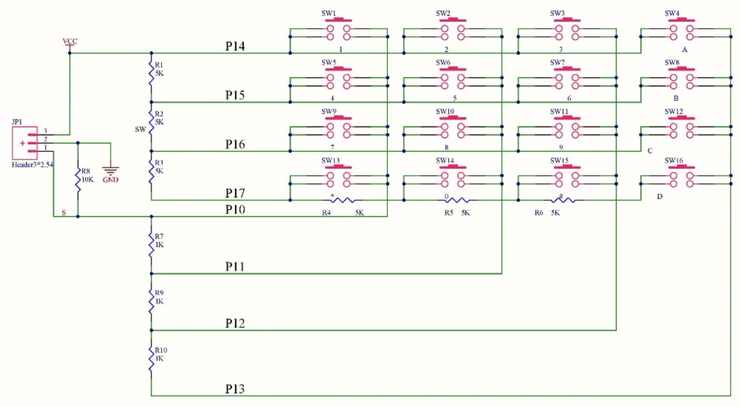 SW1 SW2 SW3 SW4
VCC P14 1 2 3 A
R1 5K
SW5 SW6 SW7 SW8
P15 4 5 6 B
R2 5K
SW9 SW10 SW11 SW12
JP1 SW
3
2
1
P16 7 8 9 C
Header3*2.54
R8 10K
GND
R3 5K
SW13 SW14 SW15 SW16
P17 * 0 # D
S P10 R4 5K R5 5K R6 5K
R7 1K
P11
R9 1K
P12
R10 1K
P13